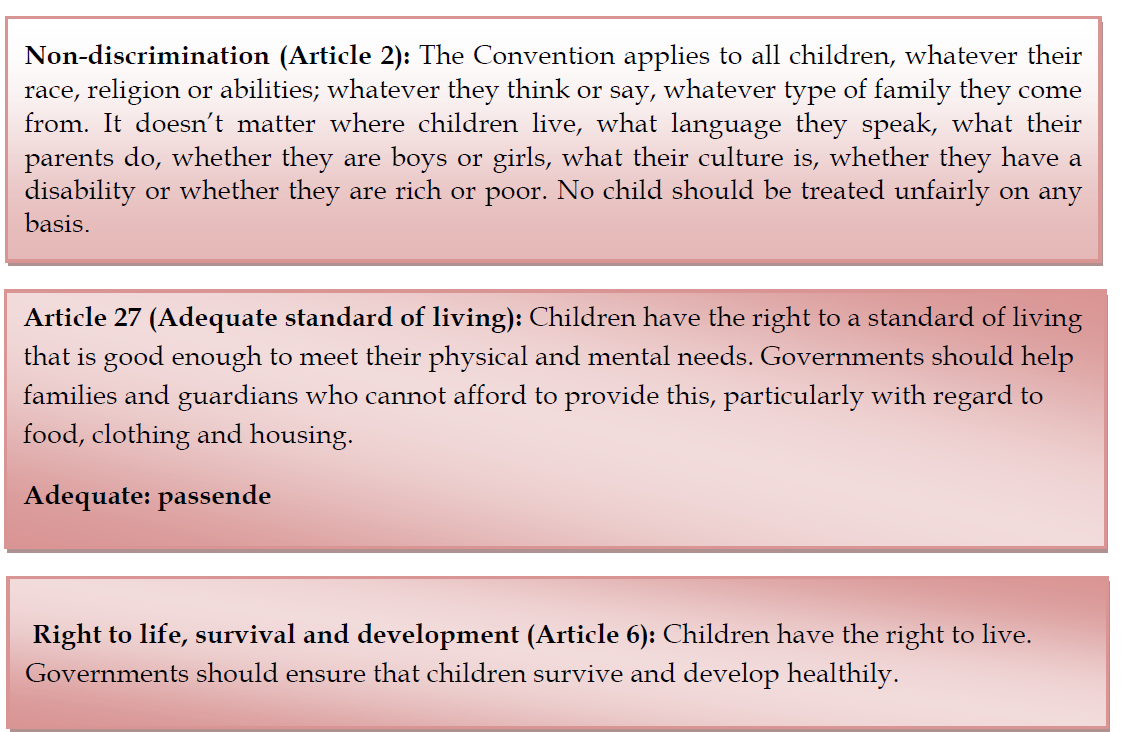 Non-discrimination (Article 2): The Convention applies to all children, whatever their
race, religion or abilities; whatever they think or say, whatever type of family they come
from. It doesn’t matter where children live, what language they speak, what their
parents do, whether they are boys or girls, what their culture is, whether they have a
disability or whether they are rich or poor. No child should be treated unfairly on any
basis.
Article 27 (Adequate standard of living): Children have the right to a standard of living
that is good enough to meet their physical and mental needs. Governments should help
families and guardians who cannot afford to provide this, particularly with regard to
food, clothing and housing.
Adequate: passende
Right to life, survival and development (Article 6): Children have the right to live.
Governments should ensure that children survive and develop healthily.